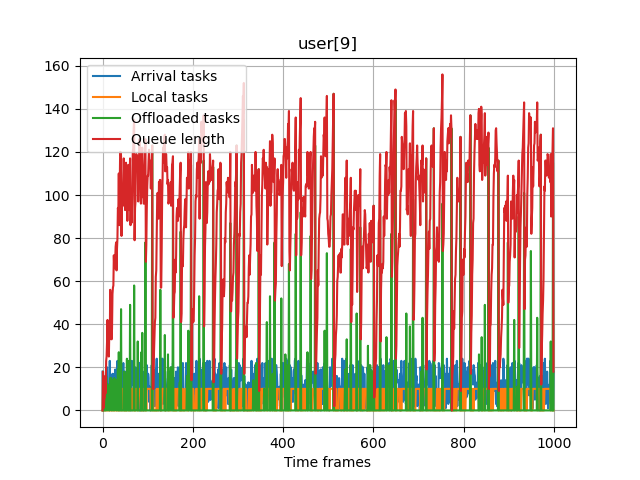 user[9]
Arrival tasks
Local tasks
Offloaded tasks
Queue length
160
140
120
100
80
60
40
20
0
0 200 400 600 800 1000
Time frames